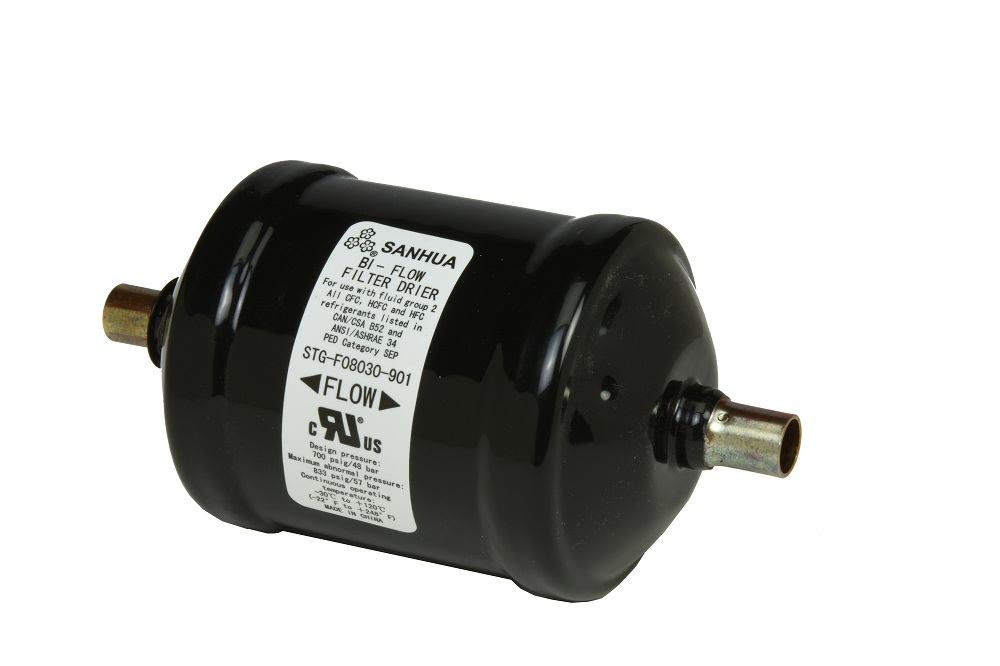 SANHUA®
BI-FLOW
FILTER DRIER
For use with fluid group 2
All CFC, HCFC and HFC
refrigerants listed in
CAN/CSA B52 and
ANSI/ASHRAE 34
PED Category SEP
STG-F08030-901
◀FLOW▶
c RU® US
Design pressure:
700 psig/48 bar
Maximum abnormal pressure:
833 psig/57 bar
Continuous operating
temperature:
-30℃ to +120℃
(-22° F to +248° F)
MADE IN CHINA